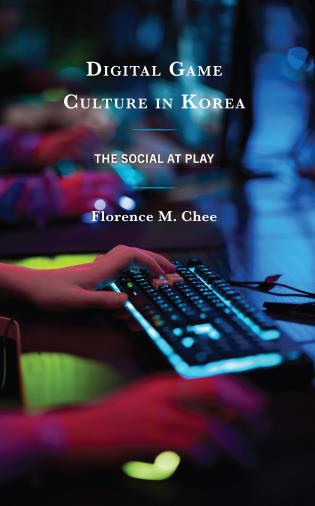 Digital Game
Culture in Korea
THE SOCIAL AT PLAY
Florence M. Chee